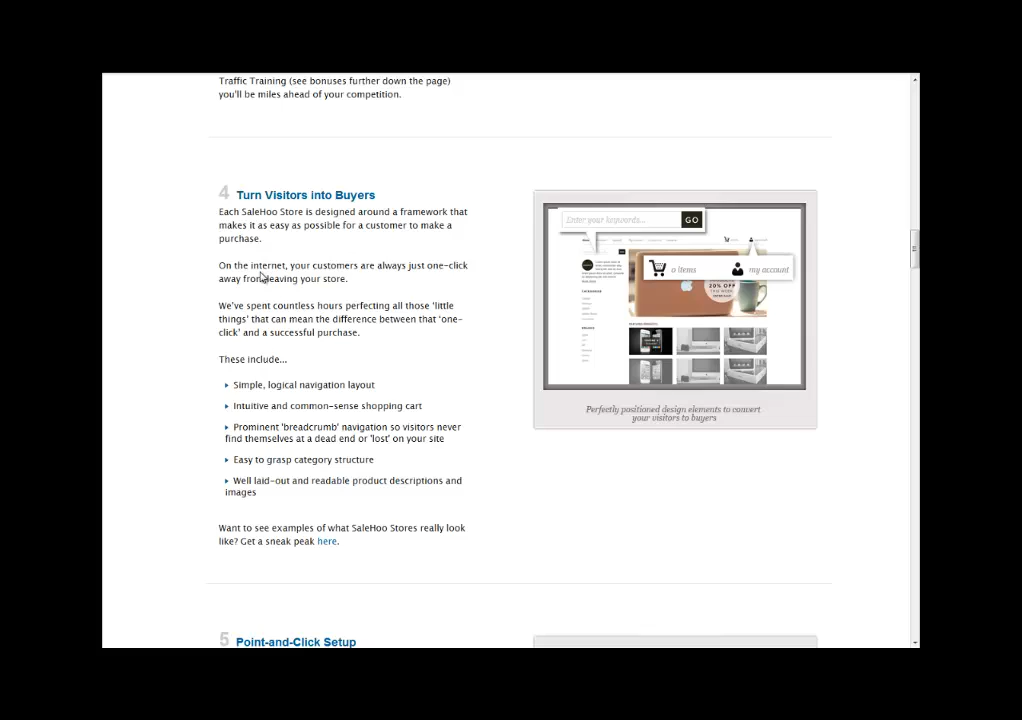 Traffic Training (see bonuses further down the page)
you'll be miles ahead of your competition.
4 Turn Visitors into Buyers
Each SaleHoo Store is designed around a framework that
makes it as easy as possible for a customer to make a
purchase.
On the internet, your customers are always just one-click
away from leaving your store.
We've spent countless hours perfecting all those 'little
things' that can mean the difference between that 'one-
click' and a successful purchase.
These include...
Simple, logical navigation layout
Intuitive and common-sense shopping cart
Prominent 'breadcrumb' navigation so visitors never
find themselves at a dead end or 'lost' on your site
Easy to grasp category structure
Well laid-out and readable product descriptions and
images
Want to see examples of what SaleHoo Stores really look
like? Get a sneak peak here.
Enter your keywords... GO
0 items my account
20% OFF
Perfectly positioned design elements to convert
your visitors to buyers
5 Point-and-Click Setup